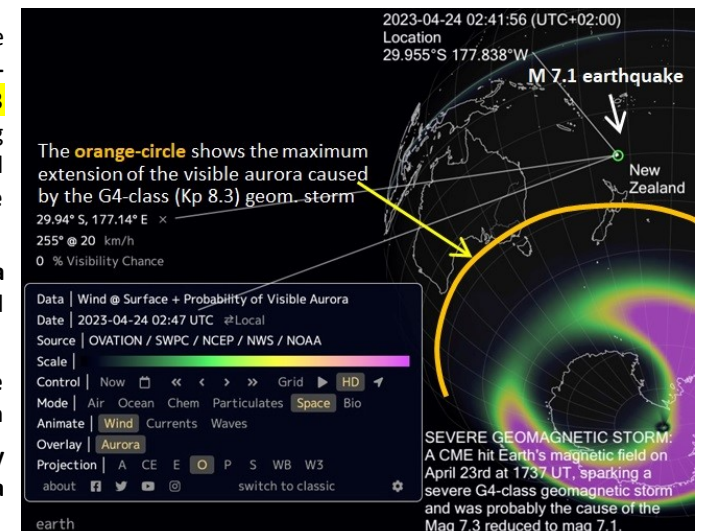 2023-04-24 02:41:56 (UTC+02:00)
Location
29.955°S 177.838°W
M 7.1 earthquake
The orange-circle shows the maximum
extension of the visible aurora caused
by the G4-class (Kp 8.3) geom. storm
New
Zealand
29.94° S, 177.14° E ×
255° @ 20 km/h
0 % Visibility Chance
Data | Wind @ Surface + Probability of Visible Aurora
Date | 2023-04-24 02:47 UTC ⇄Local
Source | OVATION / SWPC / NCEP / NWS / NOAA
Scale |
Control | Now « ‹ › » Grid ▶ HD
Mode | Air Ocean Chem Particulates Space Bio
Animate | Wind Currents Waves
Overlay | Aurora
Projection | A CE E O P S WB W3
about switch to classic
earth
SEVERE GEOMAGNETIC STORM:
A CME hit Earth's magnetic field on
April 23rd at 1737 UT, sparking a
severe G4-class geomagnetic storm
and was probably the cause of the
Mag 7.3 reduced to mag 7.1.